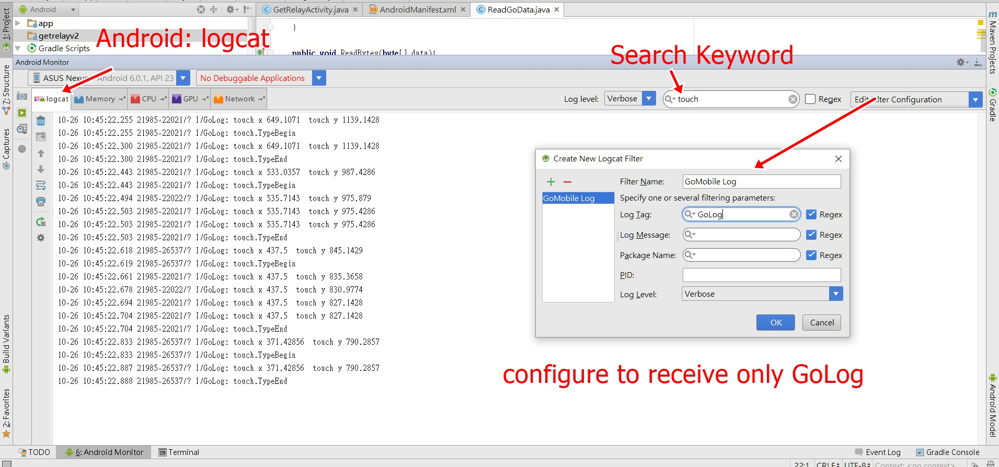 Android
GetRelayActivity.java
AndroidManifest.xml
ReadGoData.java
1: Project
app
getrelayv2
Gradle Scripts
Android: logcat
}
public void ReadBytes(byte[] data){
Search Keyword
Maven Projects
Android Monitor
Z: Structure
ASUS Nexus
Android 6.0.1, API 23
No Debuggable Applications
logcat
Memory
CPU
GPU
Network
Log level:
Verbose
touch
Regex
Edit Filter Configuration
Gradle
Captures
10-26 10:45:22.255 21985-22021/? I/GoLog: touch x 649.1071  touch y 1139.1428
10-26 10:45:22.255 21985-22021/? I/GoLog: touch.TypeBegin
10-26 10:45:22.300 21985-22021/? I/GoLog: touch x 649.1071  touch y 1139.1428
10-26 10:45:22.300 21985-22021/? I/GoLog: touch.TypeEnd
10-26 10:45:22.443 21985-22021/? I/GoLog: touch x 533.0357  touch y 987.4286
10-26 10:45:22.443 21985-22021/? I/GoLog: touch.TypeBegin
10-26 10:45:22.494 21985-22022/? I/GoLog: touch x 535.7143  touch y 975.879
10-26 10:45:22.503 21985-22021/? I/GoLog: touch x 535.7143  touch y 975.4286
10-26 10:45:22.503 21985-22021/? I/GoLog: touch x 535.7143  touch y 975.4286
10-26 10:45:22.503 21985-22021/? I/GoLog: touch.TypeEnd
10-26 10:45:22.618 21985-26537/? I/GoLog: touch x 437.5  touch y 845.1429
10-26 10:45:22.619 21985-26537/? I/GoLog: touch.TypeBegin
10-26 10:45:22.661 21985-22021/? I/GoLog: touch x 437.5  touch y 835.3658
10-26 10:45:22.678 21985-22022/? I/GoLog: touch x 437.5  touch y 830.9774
10-26 10:45:22.694 21985-22021/? I/GoLog: touch x 437.5  touch y 827.1428
10-26 10:45:22.704 21985-22021/? I/GoLog: touch x 437.5  touch y 827.1428
10-26 10:45:22.704 21985-22021/? I/GoLog: touch.TypeEnd
10-26 10:45:22.833 21985-26537/? I/GoLog: touch x 371.42856  touch y 790.2857
10-26 10:45:22.833 21985-26537/? I/GoLog: touch.TypeBegin
10-26 10:45:22.887 21985-26537/? I/GoLog: touch x 371.42856  touch y 790.2857
10-26 10:45:22.888 21985-26537/? I/GoLog: touch.TypeEnd
Create New Logcat Filter
GoMobile Log
Filter Name: GoMobile Log
Specify one or several filtering parameters:
Log Tag: GoLog Regex
Log Message: Regex
Package Name: Regex
PID:
Log Level: Verbose
OK
Cancel
configure to receive only GoLog
Build Variants
2: Favorites
Android Model
TODO
6: Android Monitor
Terminal
Event Log
Gradle Console
22:1
CRLF
UTF-8
Context: <no context>